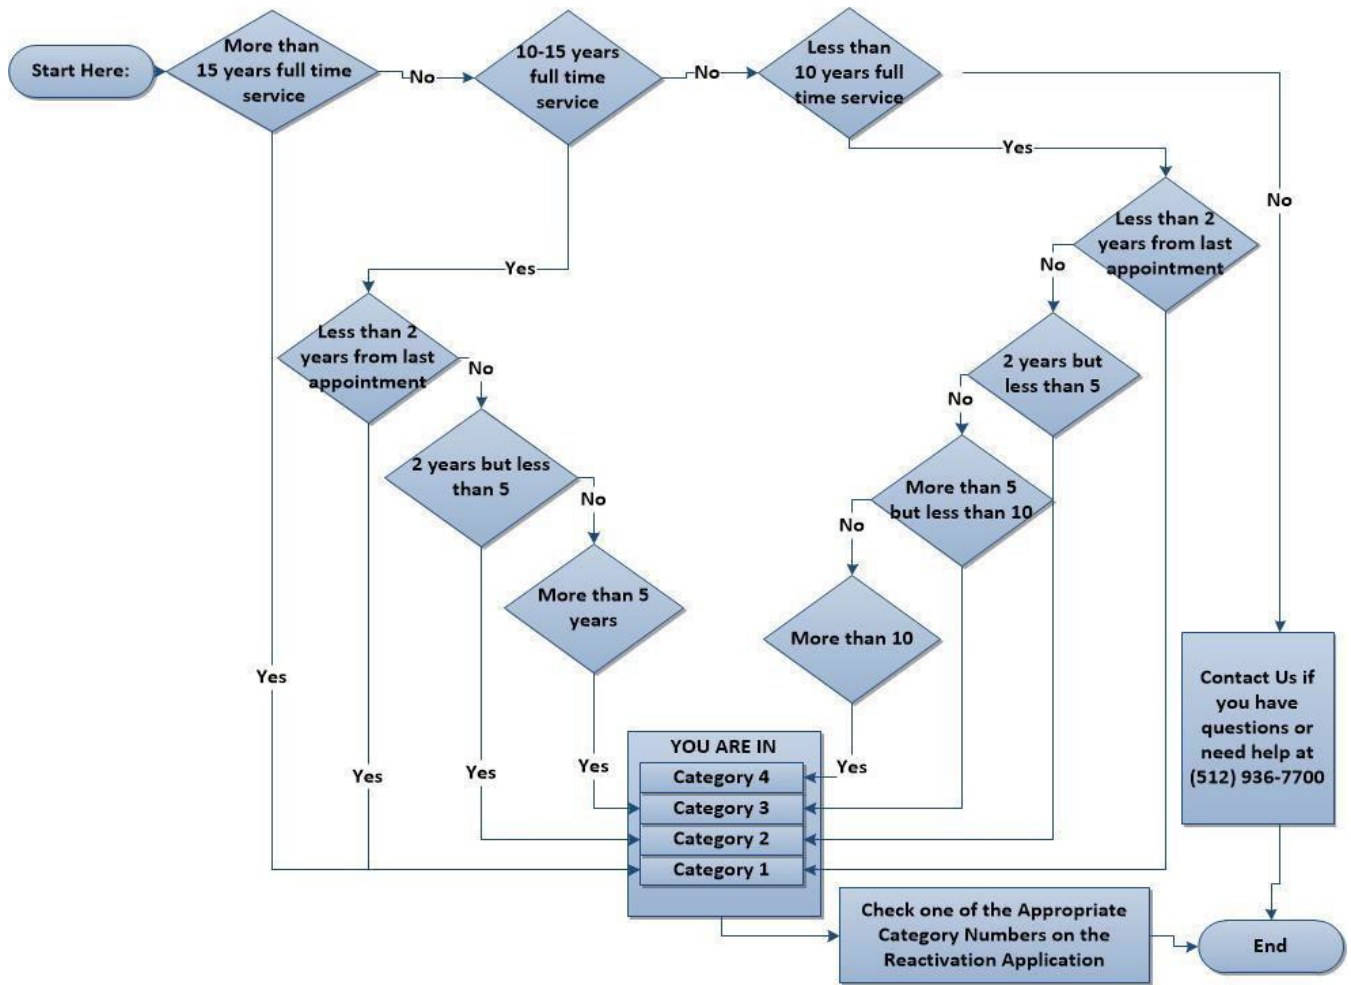 Start Here:
More than
15 years full time
service
No
10-15 years
full time
service
No
Less than
10 years full
time service
Yes
No
Less than 2
years from last
appointment
No
Yes
Less than 2
years from last
appointment
No
2 years but
less than 5
No
2 years but less
than 5
No
More than 5
but less than 10
No
More than 5
years
More than 10
Yes
Yes
Yes
Yes
Yes
YOU ARE IN
Category 4
Category 3
Category 2
Category 1
Contact Us if
you have
questions or
need help at
(512) 936-7700
Check one of the Appropriate
Category Numbers on the
Reactivation Application
End